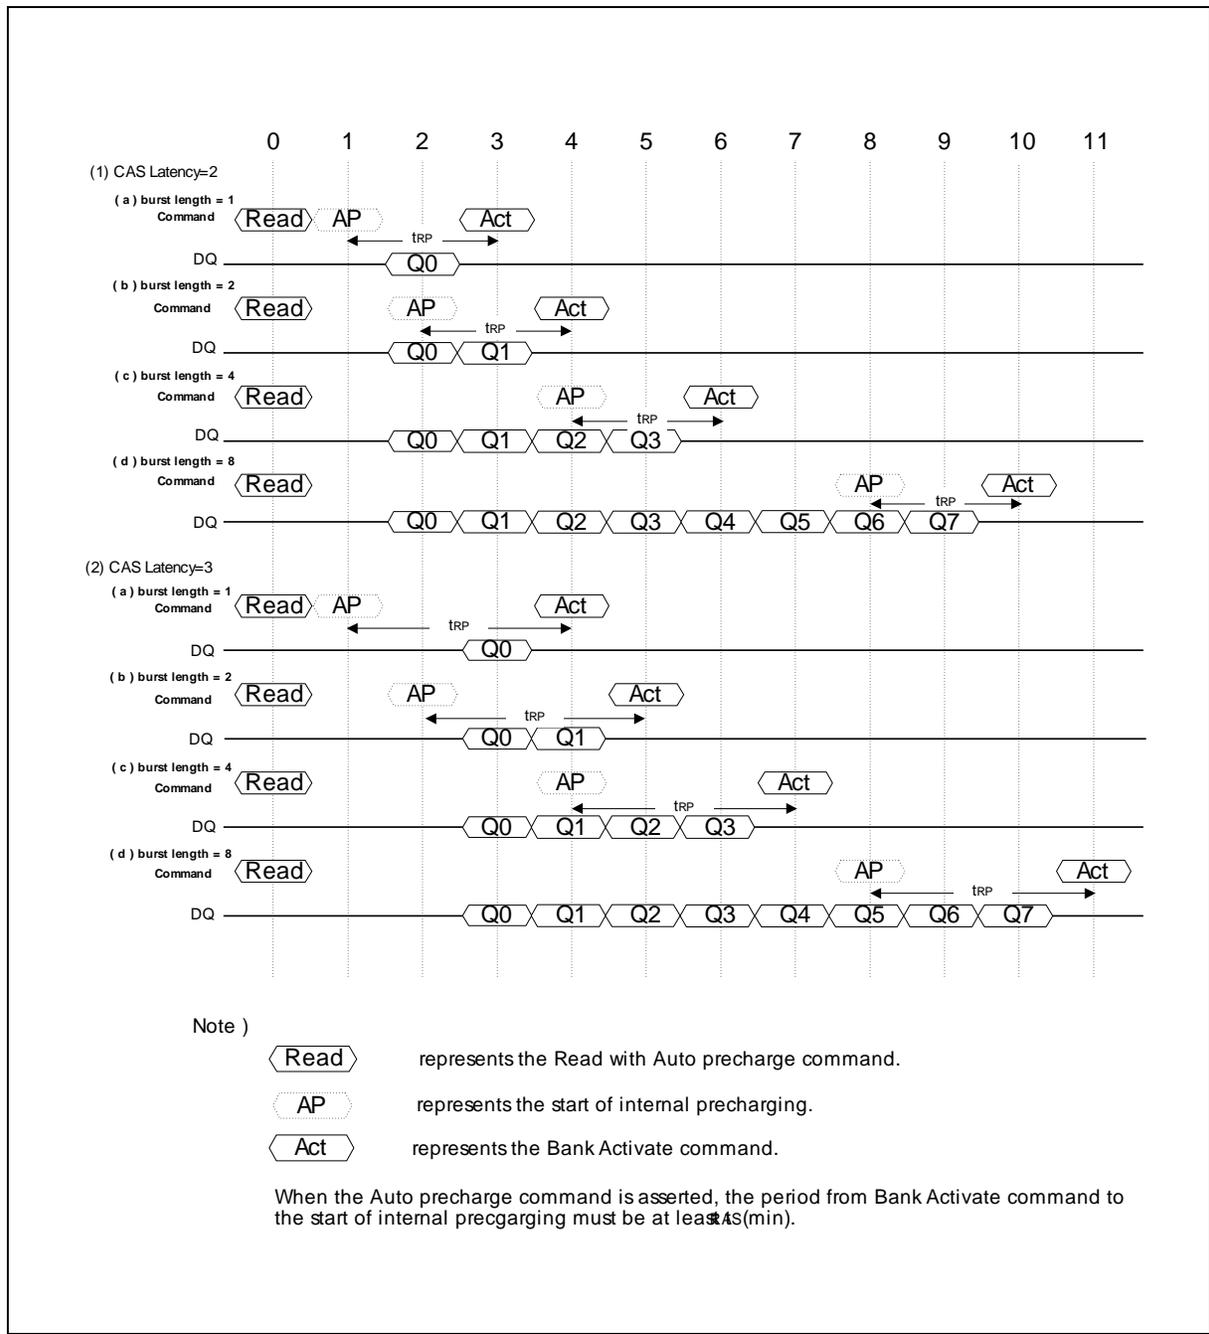 0 1 2 3 4 5 6 7 8 9 10 11
(1) CAS Latency=2
( a ) burst length = 1
Command Read AP Act
tRP
DQ Q0
( b ) burst length = 2
Command Read AP Act
tRP
DQ Q0 Q1
( c ) burst length = 4
Command Read AP Act
tRP
DQ Q0 Q1 Q2 Q3
( d ) burst length = 8
Command Read AP Act
tRP
DQ Q0 Q1 Q2 Q3 Q4 Q5 Q6 Q7
(2) CAS Latency=3
( a ) burst length = 1
Command Read AP Act
tRP
DQ Q0
( b ) burst length = 2
Command Read AP Act
tRP
DQ Q0 Q1
( c ) burst length = 4
Command Read AP Act
tRP
DQ Q0 Q1 Q2 Q3
( d ) burst length = 8
Command Read AP Act
tRP
DQ Q0 Q1 Q2 Q3 Q4 Q5 Q6 Q7
Note )
Read represents the Read with Auto precharge command.
AP represents the start of internal precharging.
Act represents the Bank Activate command.
When the Auto precharge command is asserted, the period from Bank Activate command to
the start of internal precgarging must be at least tRAS(min).